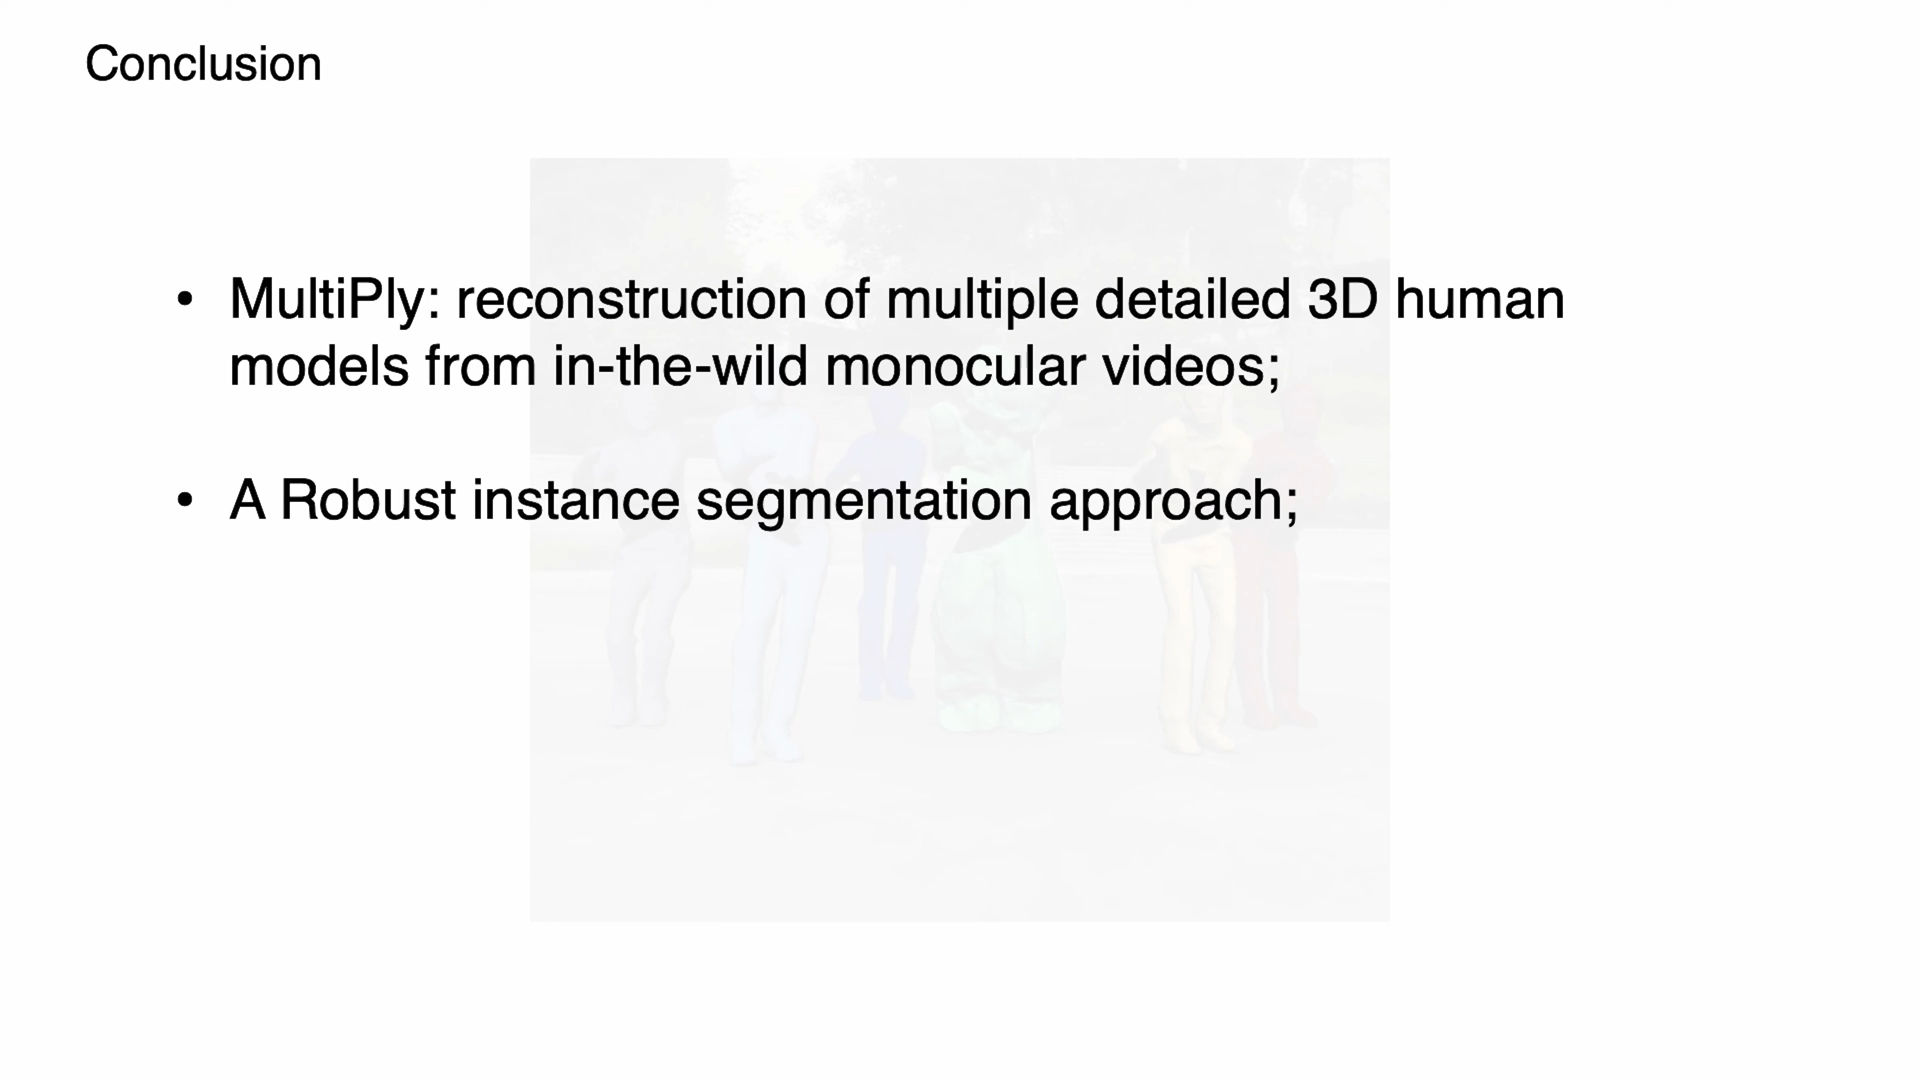 Conclusion
• MultiPly: reconstruction of multiple detailed 3D human
models from in-the-wild monocular videos;
• A Robust instance segmentation approach;